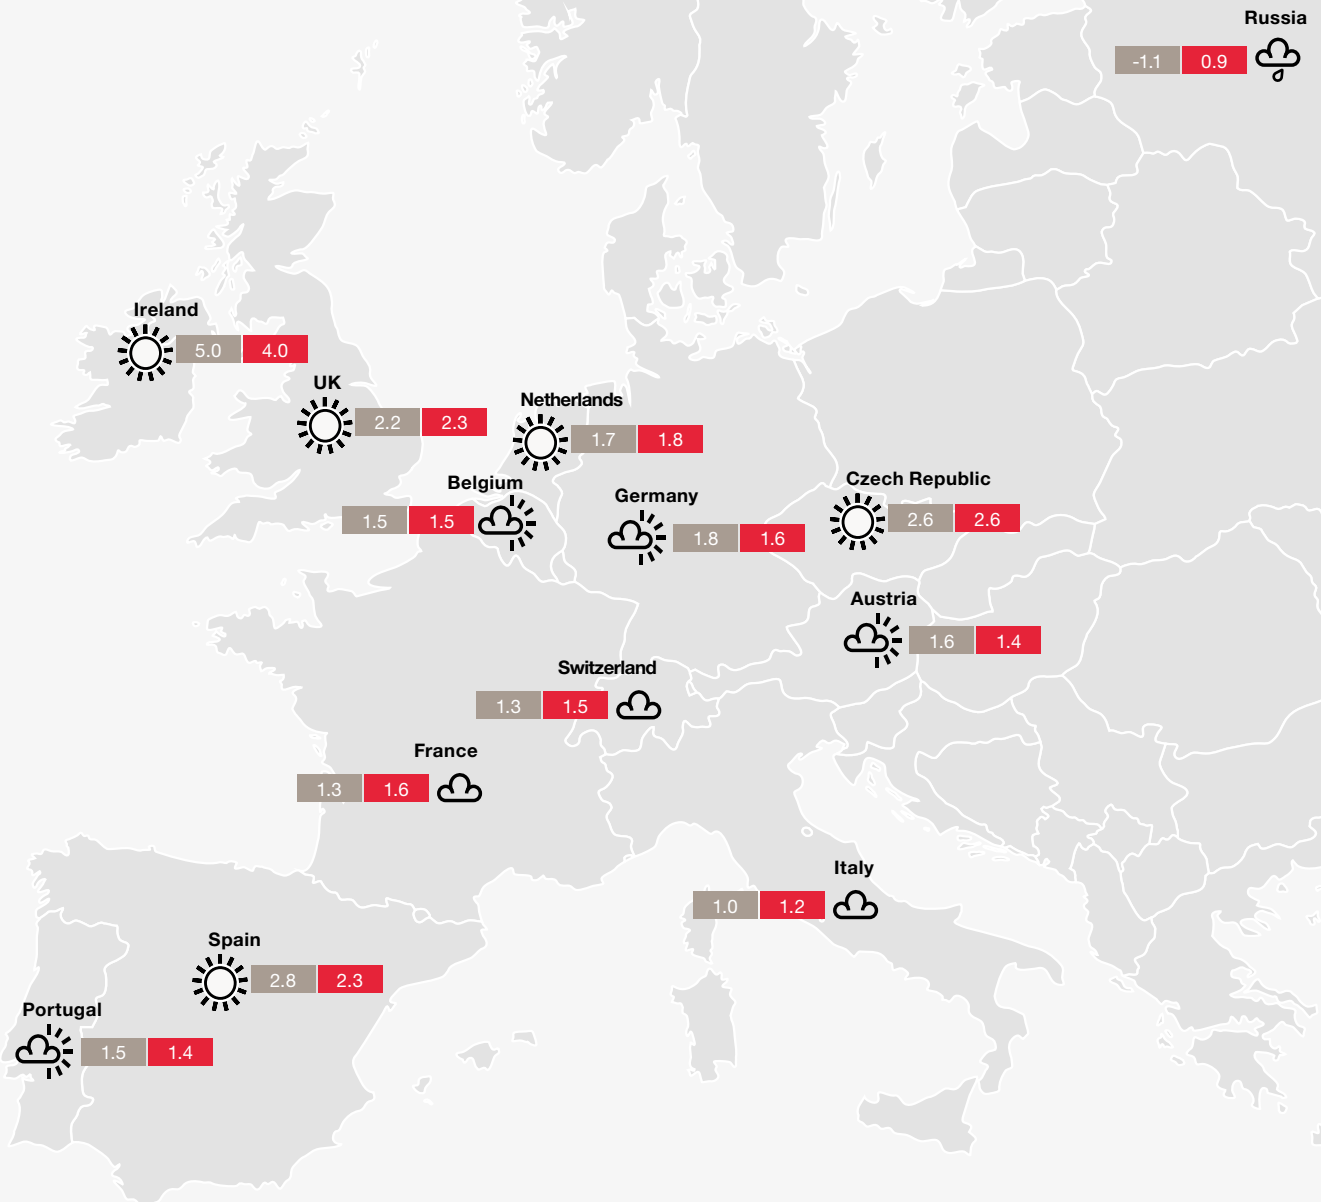 Russia
-1.1 0.9
Ireland
5.0 4.0
UK
2.2 2.3
Netherlands
1.7 1.8
Belgium
1.5 1.5
Germany
1.8 1.6
Czech Republic
2.6 2.6
Austria
1.6 1.4
Switzerland
1.3 1.5
France
1.3 1.6
Italy
1.0 1.2
Spain
2.8 2.3
Portugal
1.5 1.4